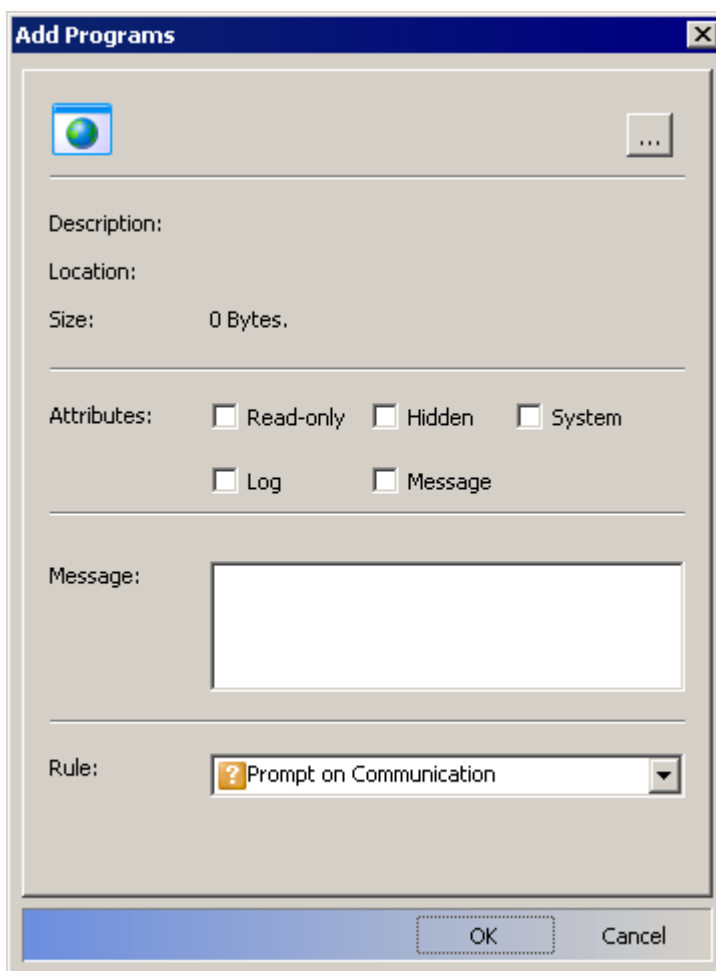 Add Programs
...
Description:
Location:
Size: 0 Bytes.
Attributes: Read-only Hidden System
Log Message
Message:
Rule: ? Prompt on Communication
OK Cancel